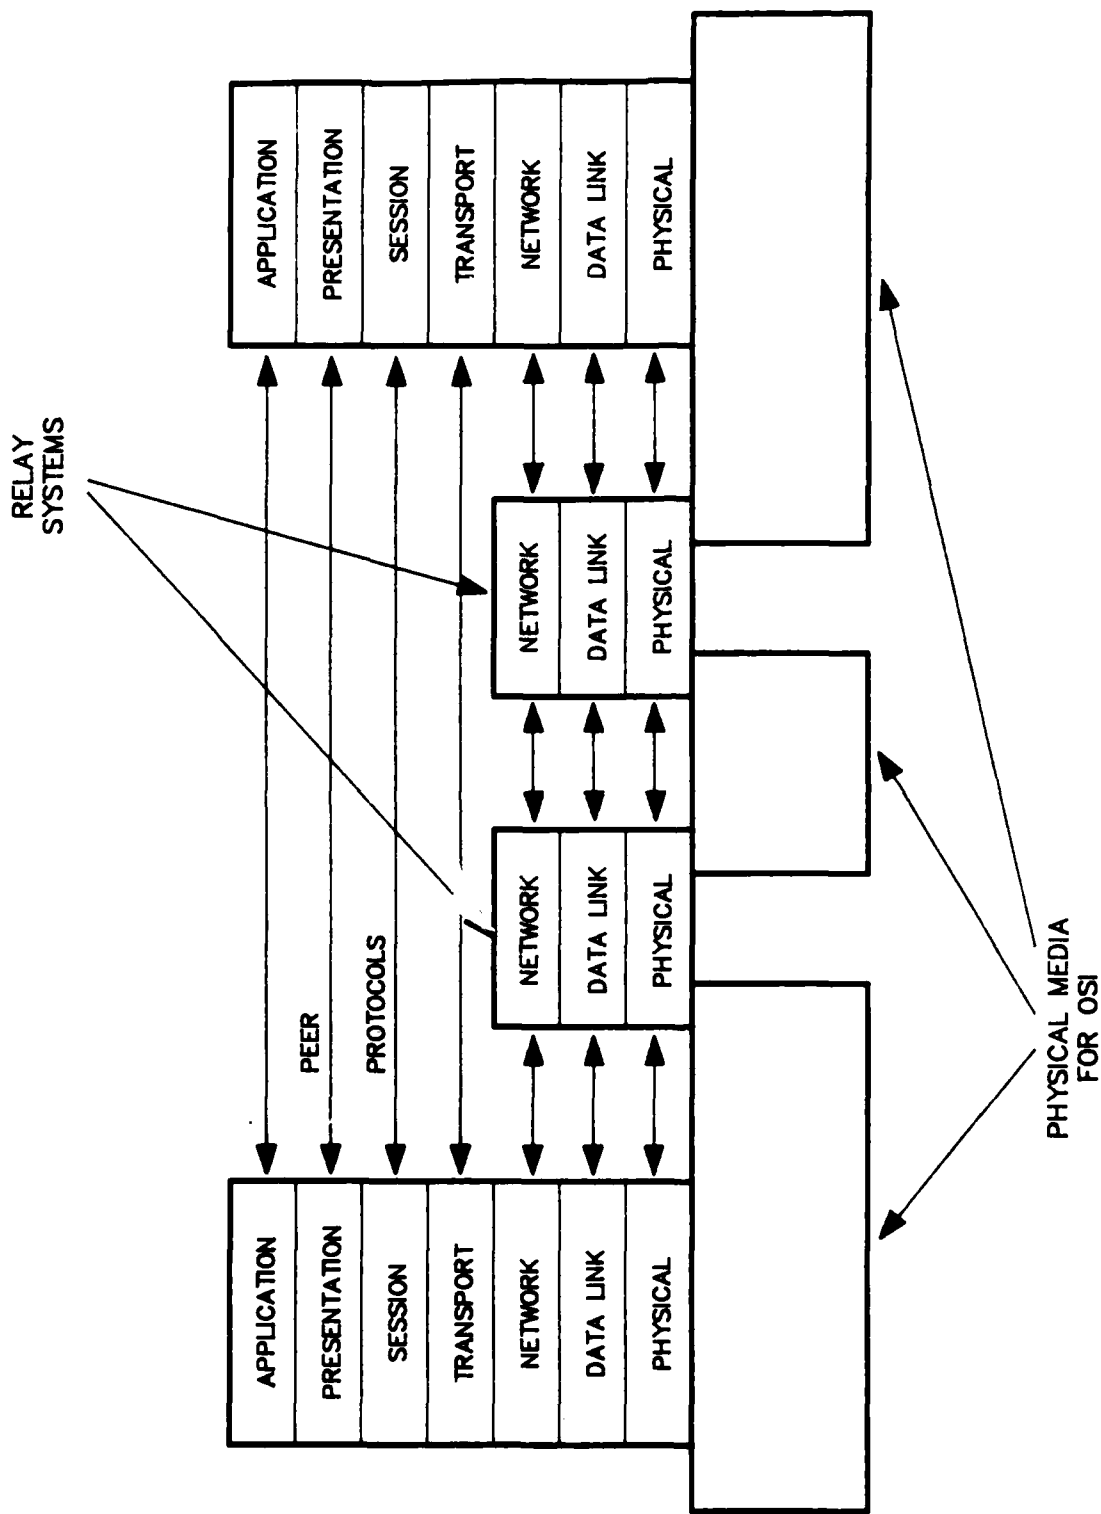 RELAY
SYSTEMS
APPLICATION
PRESENTATION
SESSION
TRANSPORT
NETWORK
DATA LINK
PHYSICAL
PEER
PROTOCOLS
NETWORK
DATA LINK
PHYSICAL
NETWORK
DATA LINK
PHYSICAL
APPLICATION
PRESENTATION
SESSION
TRANSPORT
NETWORK
DATA LINK
PHYSICAL
PHYSICAL MEDIA
FOR OSI